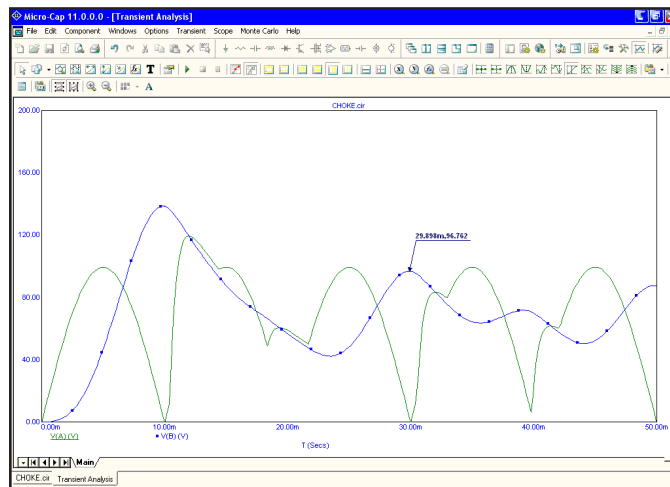 Micro-Cap 11.0.0.0 - [Transient Analysis]
File Edit Component Windows Options Transient Scope Monte Carlo Help
CHOKE.cir
200.00
160.00
120.00
80.00
40.00
0.00
29.898m,96.762
0.00m 10.00m 20.00m 30.00m 40.00m 50.00m
V(A) (V) V(B) (V)
T (Secs)
Main
CHOKE.cir Transient Analysis